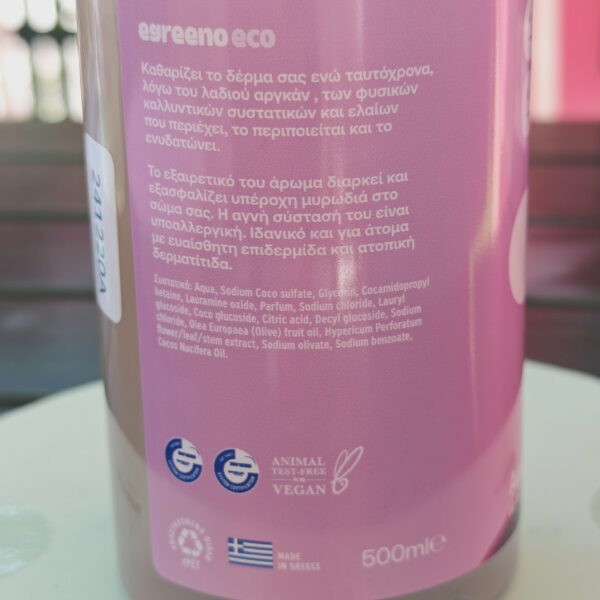 egreeno eco
Καθαρίζει το δέρμα σας ενώ ταυτόχρονα,
λόγω του λαδιού αργκάν , των φυσικών
καλλυντικών συστατικών και ελαίων
που περιέχει, το περιποιείται και το
ενυδατώνει.
Το εξαιρετικό του άρωμα διαρκεί και
εξασφαλίζει υπέροχη μυρωδιά στο
σώμα σας. Η αγνή σύστασή του είναι
υποαλλεργική. Ιδανικό και για άτομα
με ευαίσθητη επιδερμίδα και ατοπική
δερματίτιδα.
Συστατικά: Aqua, Sodium Coco sulfate, Glycerin, Cocamidopropyl
betaine, Lauramine oxide, Parfum, Sodium chloride, Lauryl
glucoside, Coco glucoside, Citric acid, Decyl glucoside, Sodium
chloride, Olea Europaea (Olive) fruit oil, Hypericum Perforatum
flower/leaf/stem extract, Sodium olivate, Sodium benzoate,
Cocos Nucifera Oil.
241220A
ANIMAL
TEST-FREE
VEGAN
rPET
MADE
IN GREECE
500ml℮